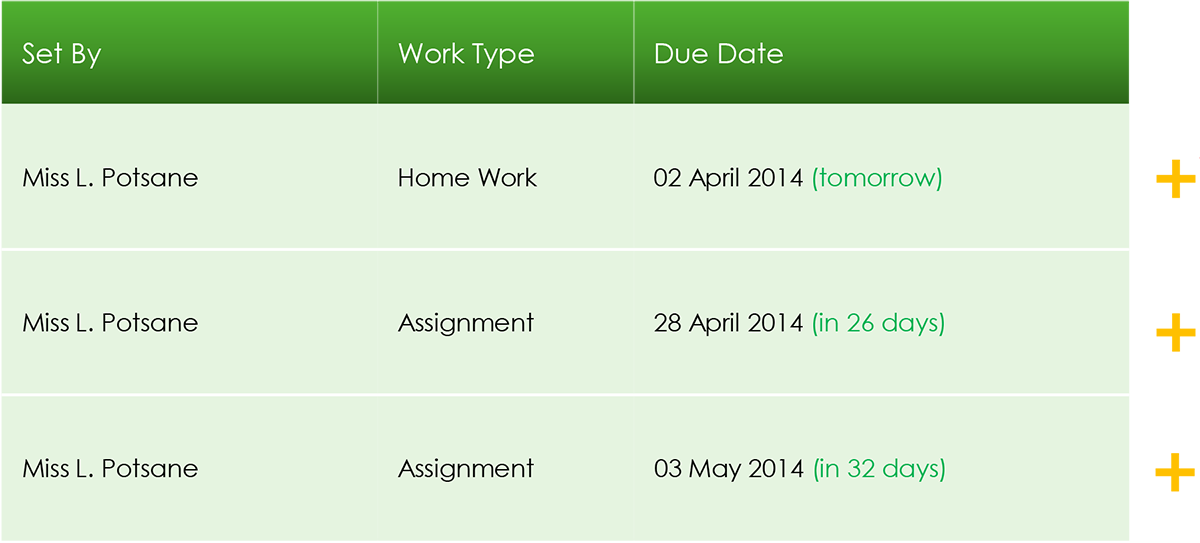 Set By Work Type Due Date
Miss L. Potsane Home Work 02 April 2014 (tomorrow)
Miss L. Potsane Assignment 28 April 2014 (in 26 days)
Miss L. Potsane Assignment 03 May 2014 (in 32 days)